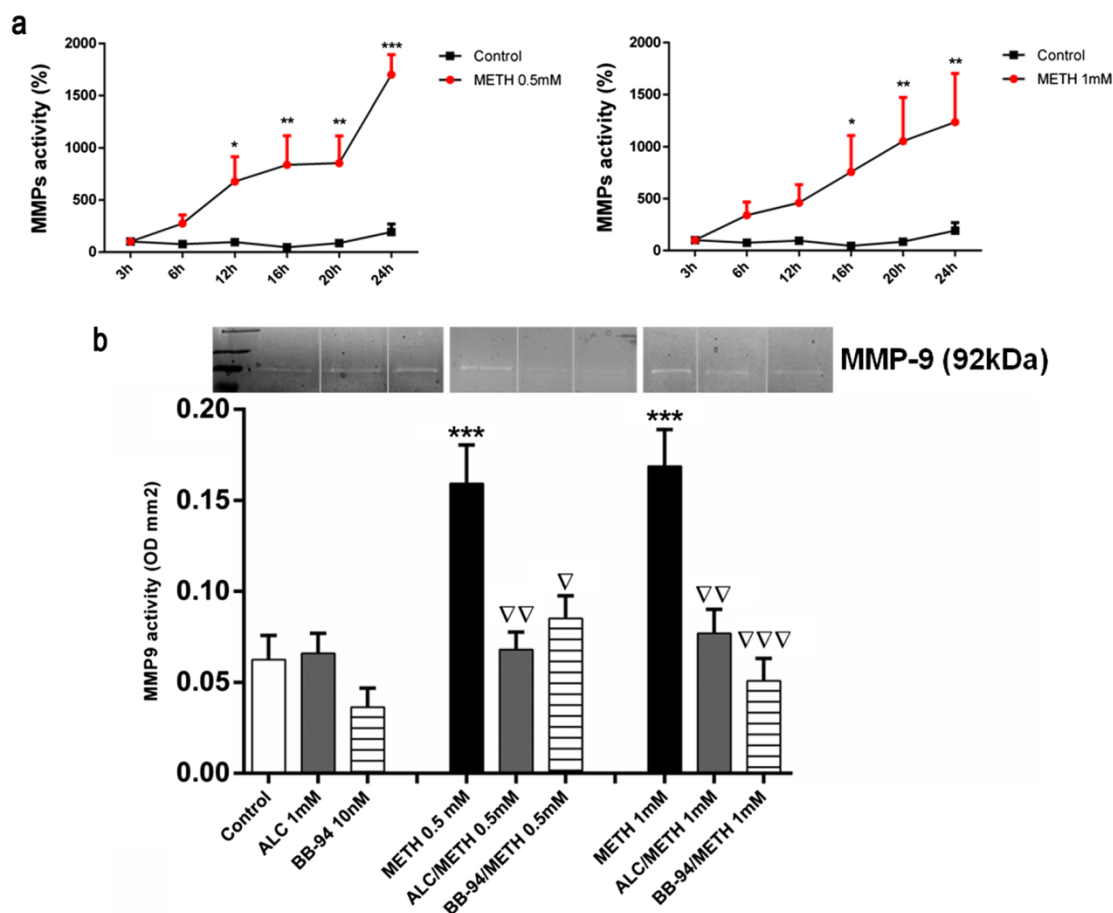 a
2000
1500
1000
500
0
MMPs activity (%)
*
**
**
***
3h
6h
12h
16h
20h
24h
Control
METH 0.5mM
2000
1500
1000
500
0
MMPs activity (%)
*
**
**
3h
6h
12h
16h
20h
24h
Control
METH 1mM
b
MMP-9 (92kDa)
0.20
0.15
0.10
0.05
0.00
MMP9 activity (OD mm2)
***
▽▽
▽
***
▽▽
▽▽▽
Control
ALC 1mM
BB-94 10nM
METH 0.5 mM
ALC/METH 0.5mM
BB-94/METH 0.5mM
METH 1mM
ALC/METH 1mM
BB-94/METH 1mM